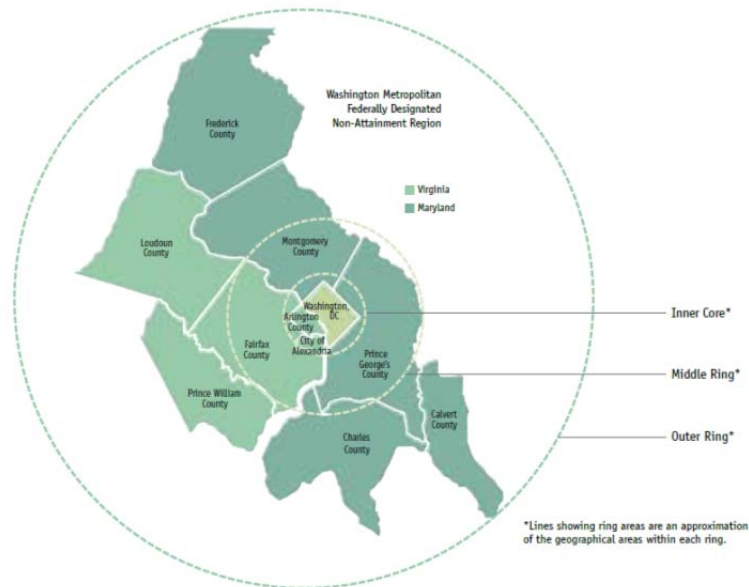 Washington Metropolitan
Federally Designated
Non-Attainment Region
Frederick
County
Virginia
Maryland
Loudoun
County
Montgomery
County
Washington,
DC
Arlington
County
City of
Alexandria
Inner Core*
Fairfax
County
Prince
George's
County
Middle Ring*
Prince William
County
Calvert
County
Charles
County
Outer Ring*
*Lines showing ring areas are an approximation
of the geographical areas within each ring.